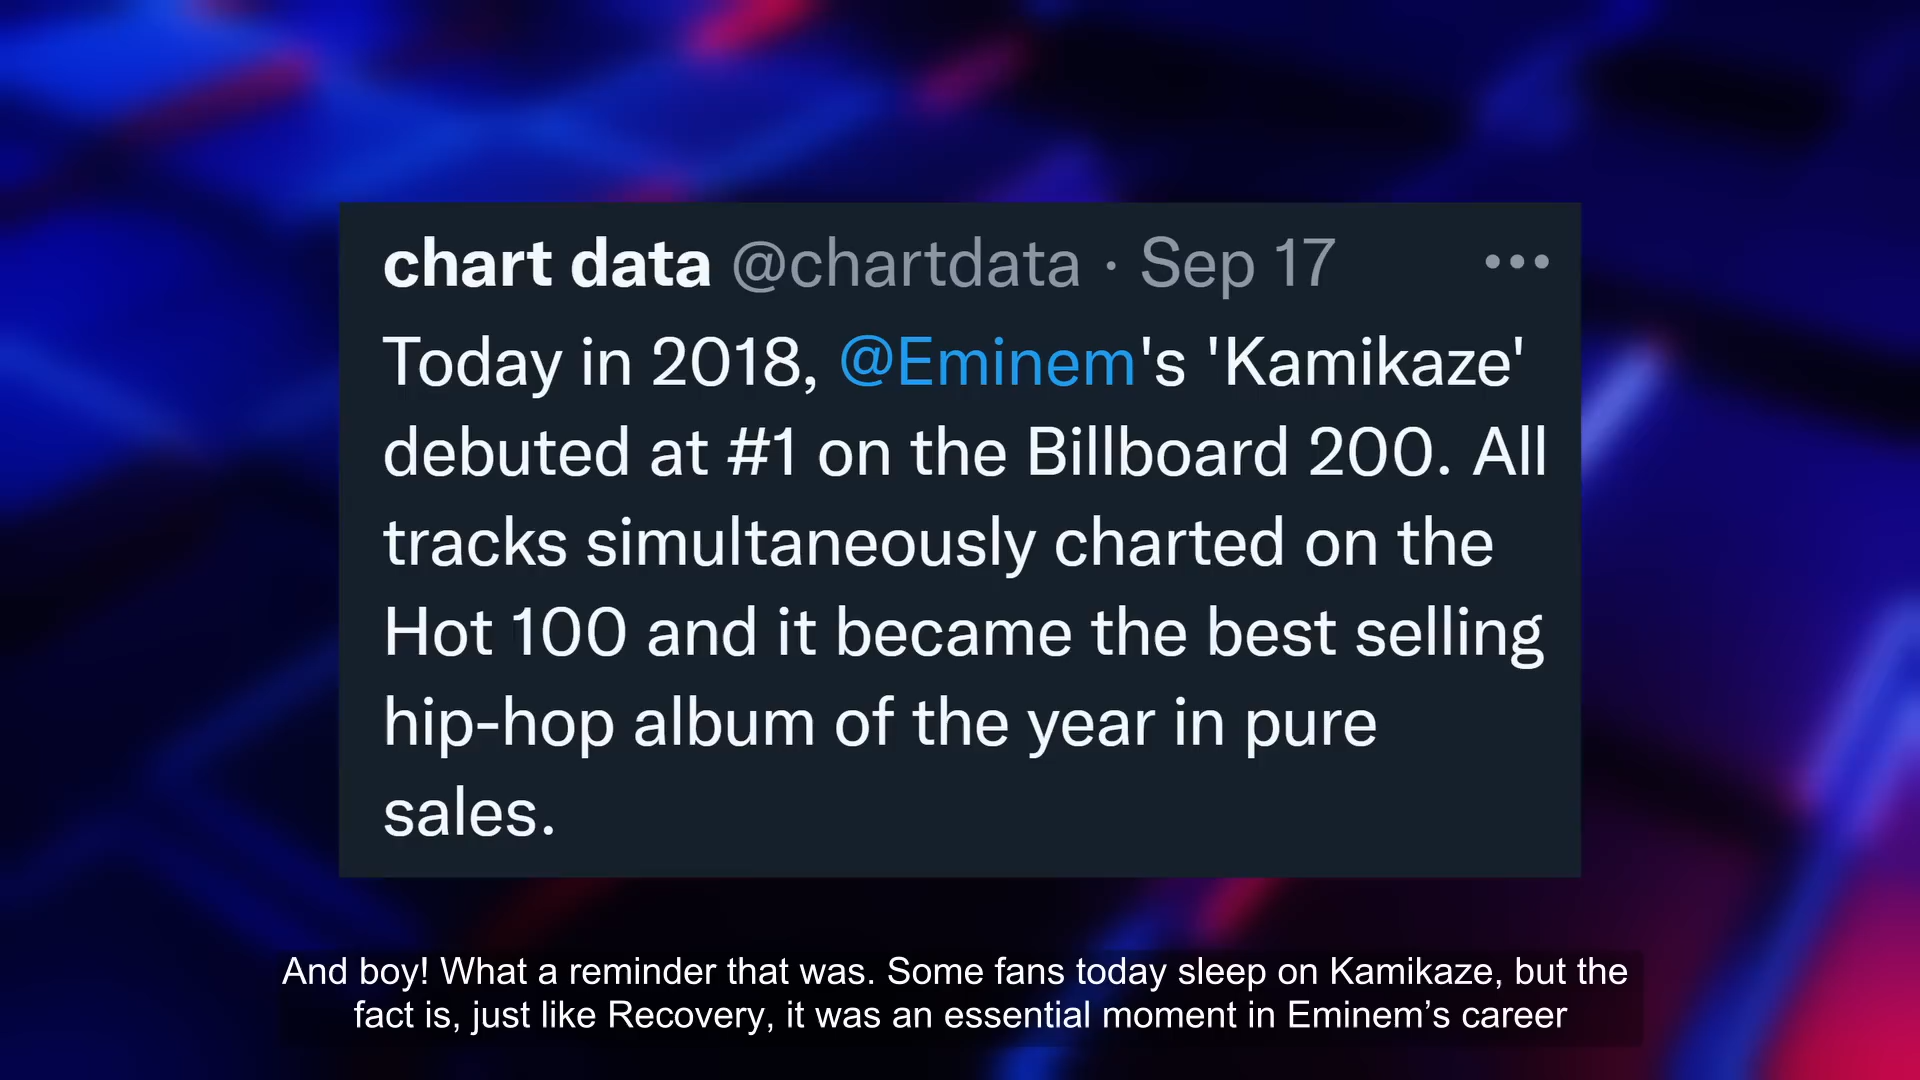 chart data @chartdata · Sep 17 •••
Today in 2018, @Eminem's 'Kamikaze'
debuted at #1 on the Billboard 200. All
tracks simultaneously charted on the
Hot 100 and it became the best selling
hip-hop album of the year in pure
sales.
And boy! What a reminder that was. Some fans today sleep on Kamikaze, but the
fact is, just like Recovery, it was an essential moment in Eminem’s career